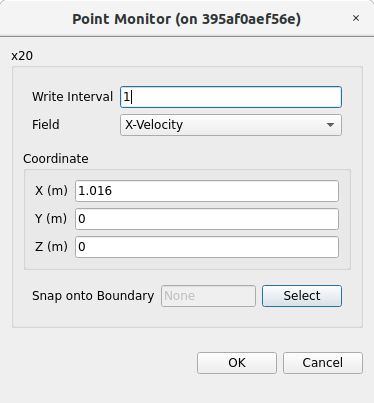 Point Monitor (on 395af0aef56e) ×
x20
Write Interval 1
Field X-Velocity
Coordinate
X (m) 1.016
Y (m) 0
Z (m) 0
Snap onto Boundary None Select
OK Cancel